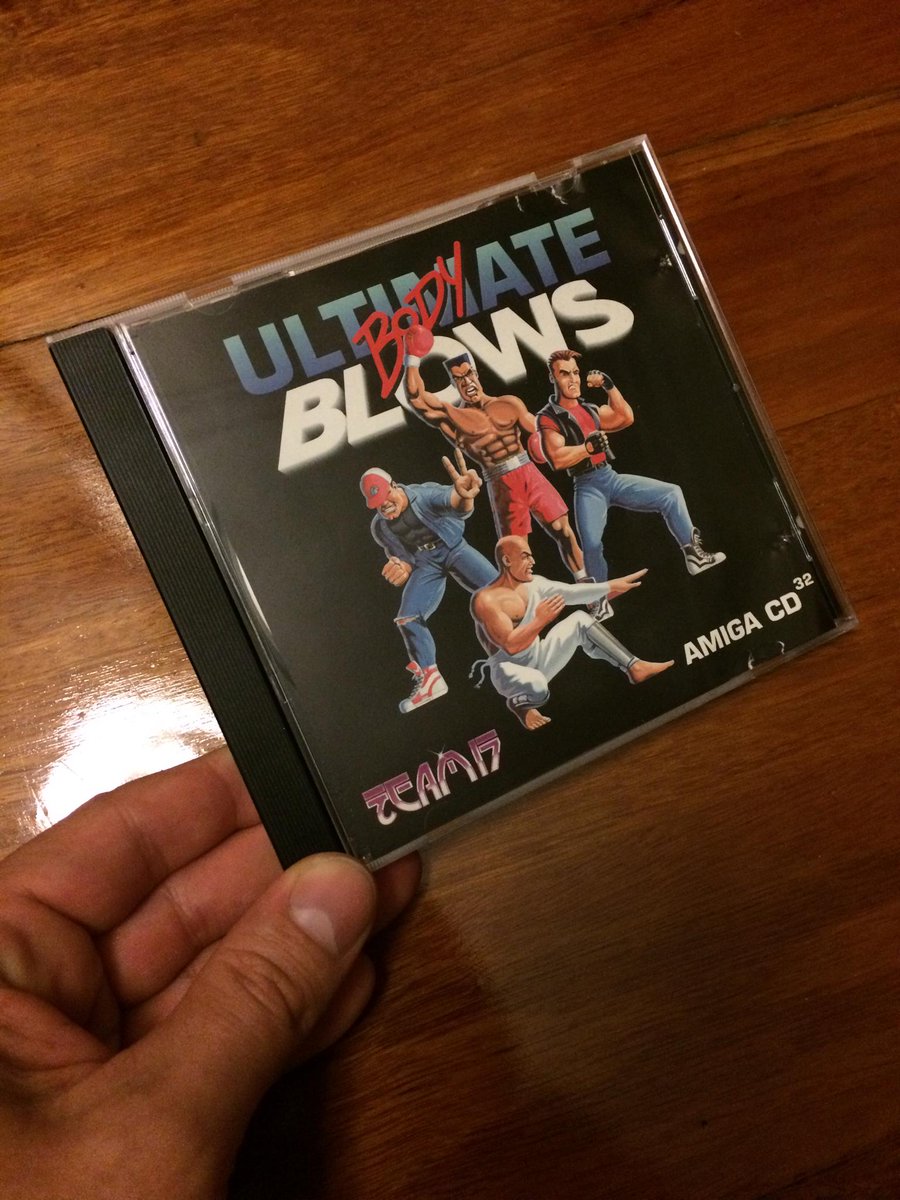 ULTIMATE
BODY
BLOWS
AMIGA CD³²
TEAM17